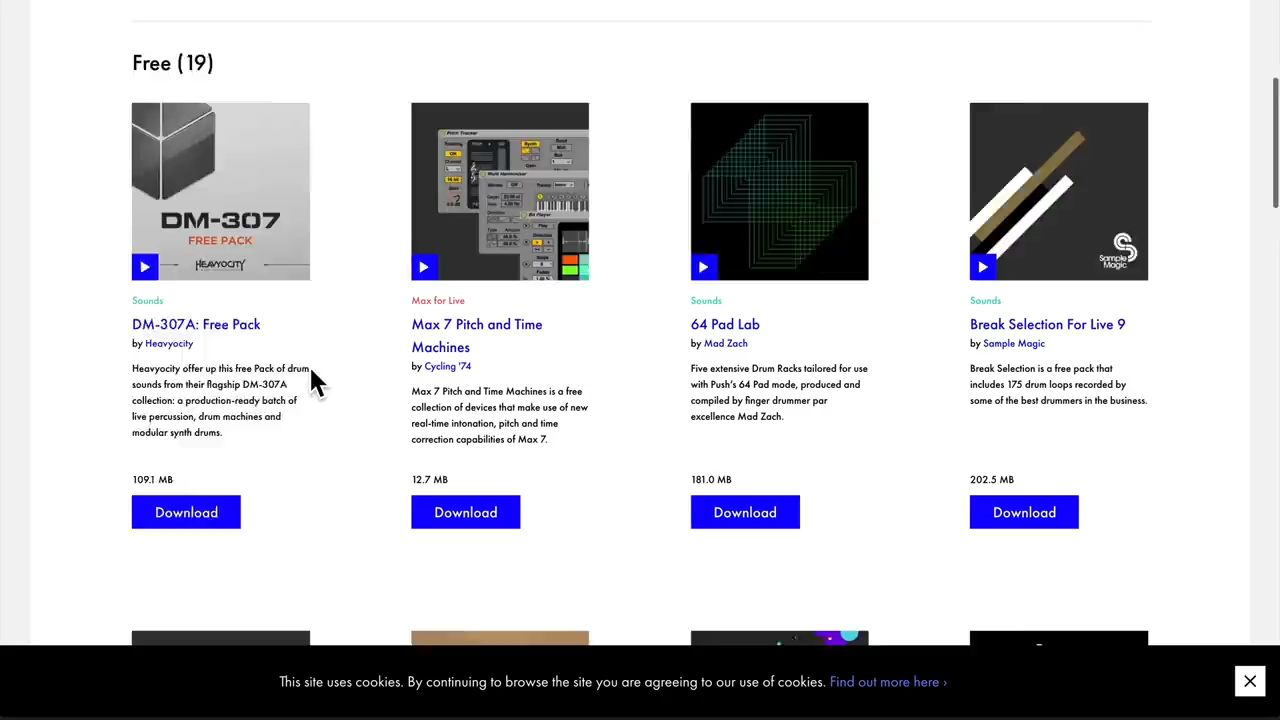 Free (19)
DM-307
FREE PACK
HEAVYOCITY
Pitch Tracker
Multi Harmonizer
Bit Player
Sample
Magic
Sounds
DM-307A: Free Pack
by Heavyocity
Heavyocity offer up this free Pack of drum
sounds from their flagship DM-307A
collection: a production-ready batch of
live percussion, drum machines and
modular synth drums.
109.1 MB
Download
Max for Live
Max 7 Pitch and Time
Machines
by Cycling '74
Max 7 Pitch and Time Machines is a free
collection of devices that make use of new
real-time intonation, pitch and time
correction capabilities of Max 7.
12.7 MB
Download
Sounds
64 Pad Lab
by Mad Zach
Five extensive Drum Racks tailored for use
with Push's 64 Pad mode, produced and
compiled by finger drummer par
excellence Mad Zach.
181.0 MB
Download
Sounds
Break Selection For Live 9
by Sample Magic
Break Selection is a free pack that
includes 175 drum loops recorded by
some of the best drummers in the business.
202.5 MB
Download
This site uses cookies. By continuing to browse the site you are agreeing to our use of cookies. Find out more here ›